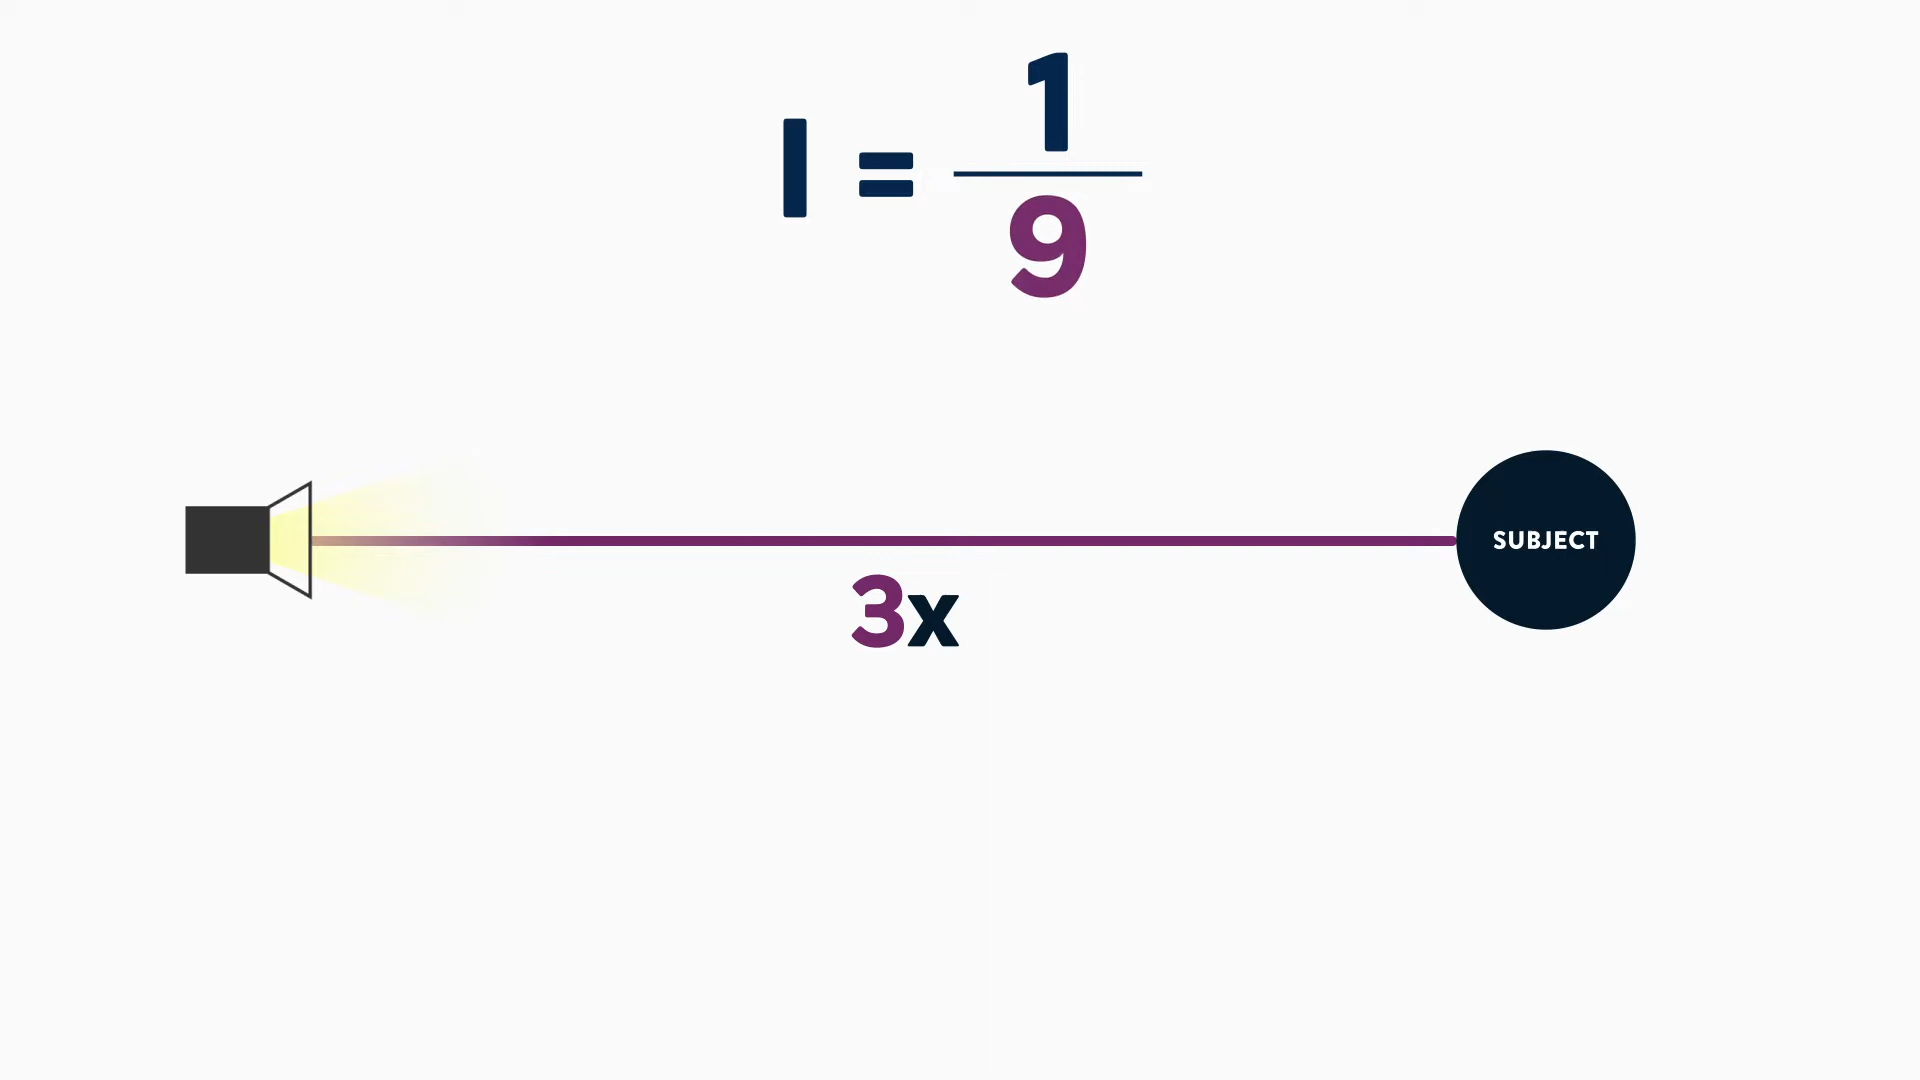 I = 1/9
3x
SUBJECT